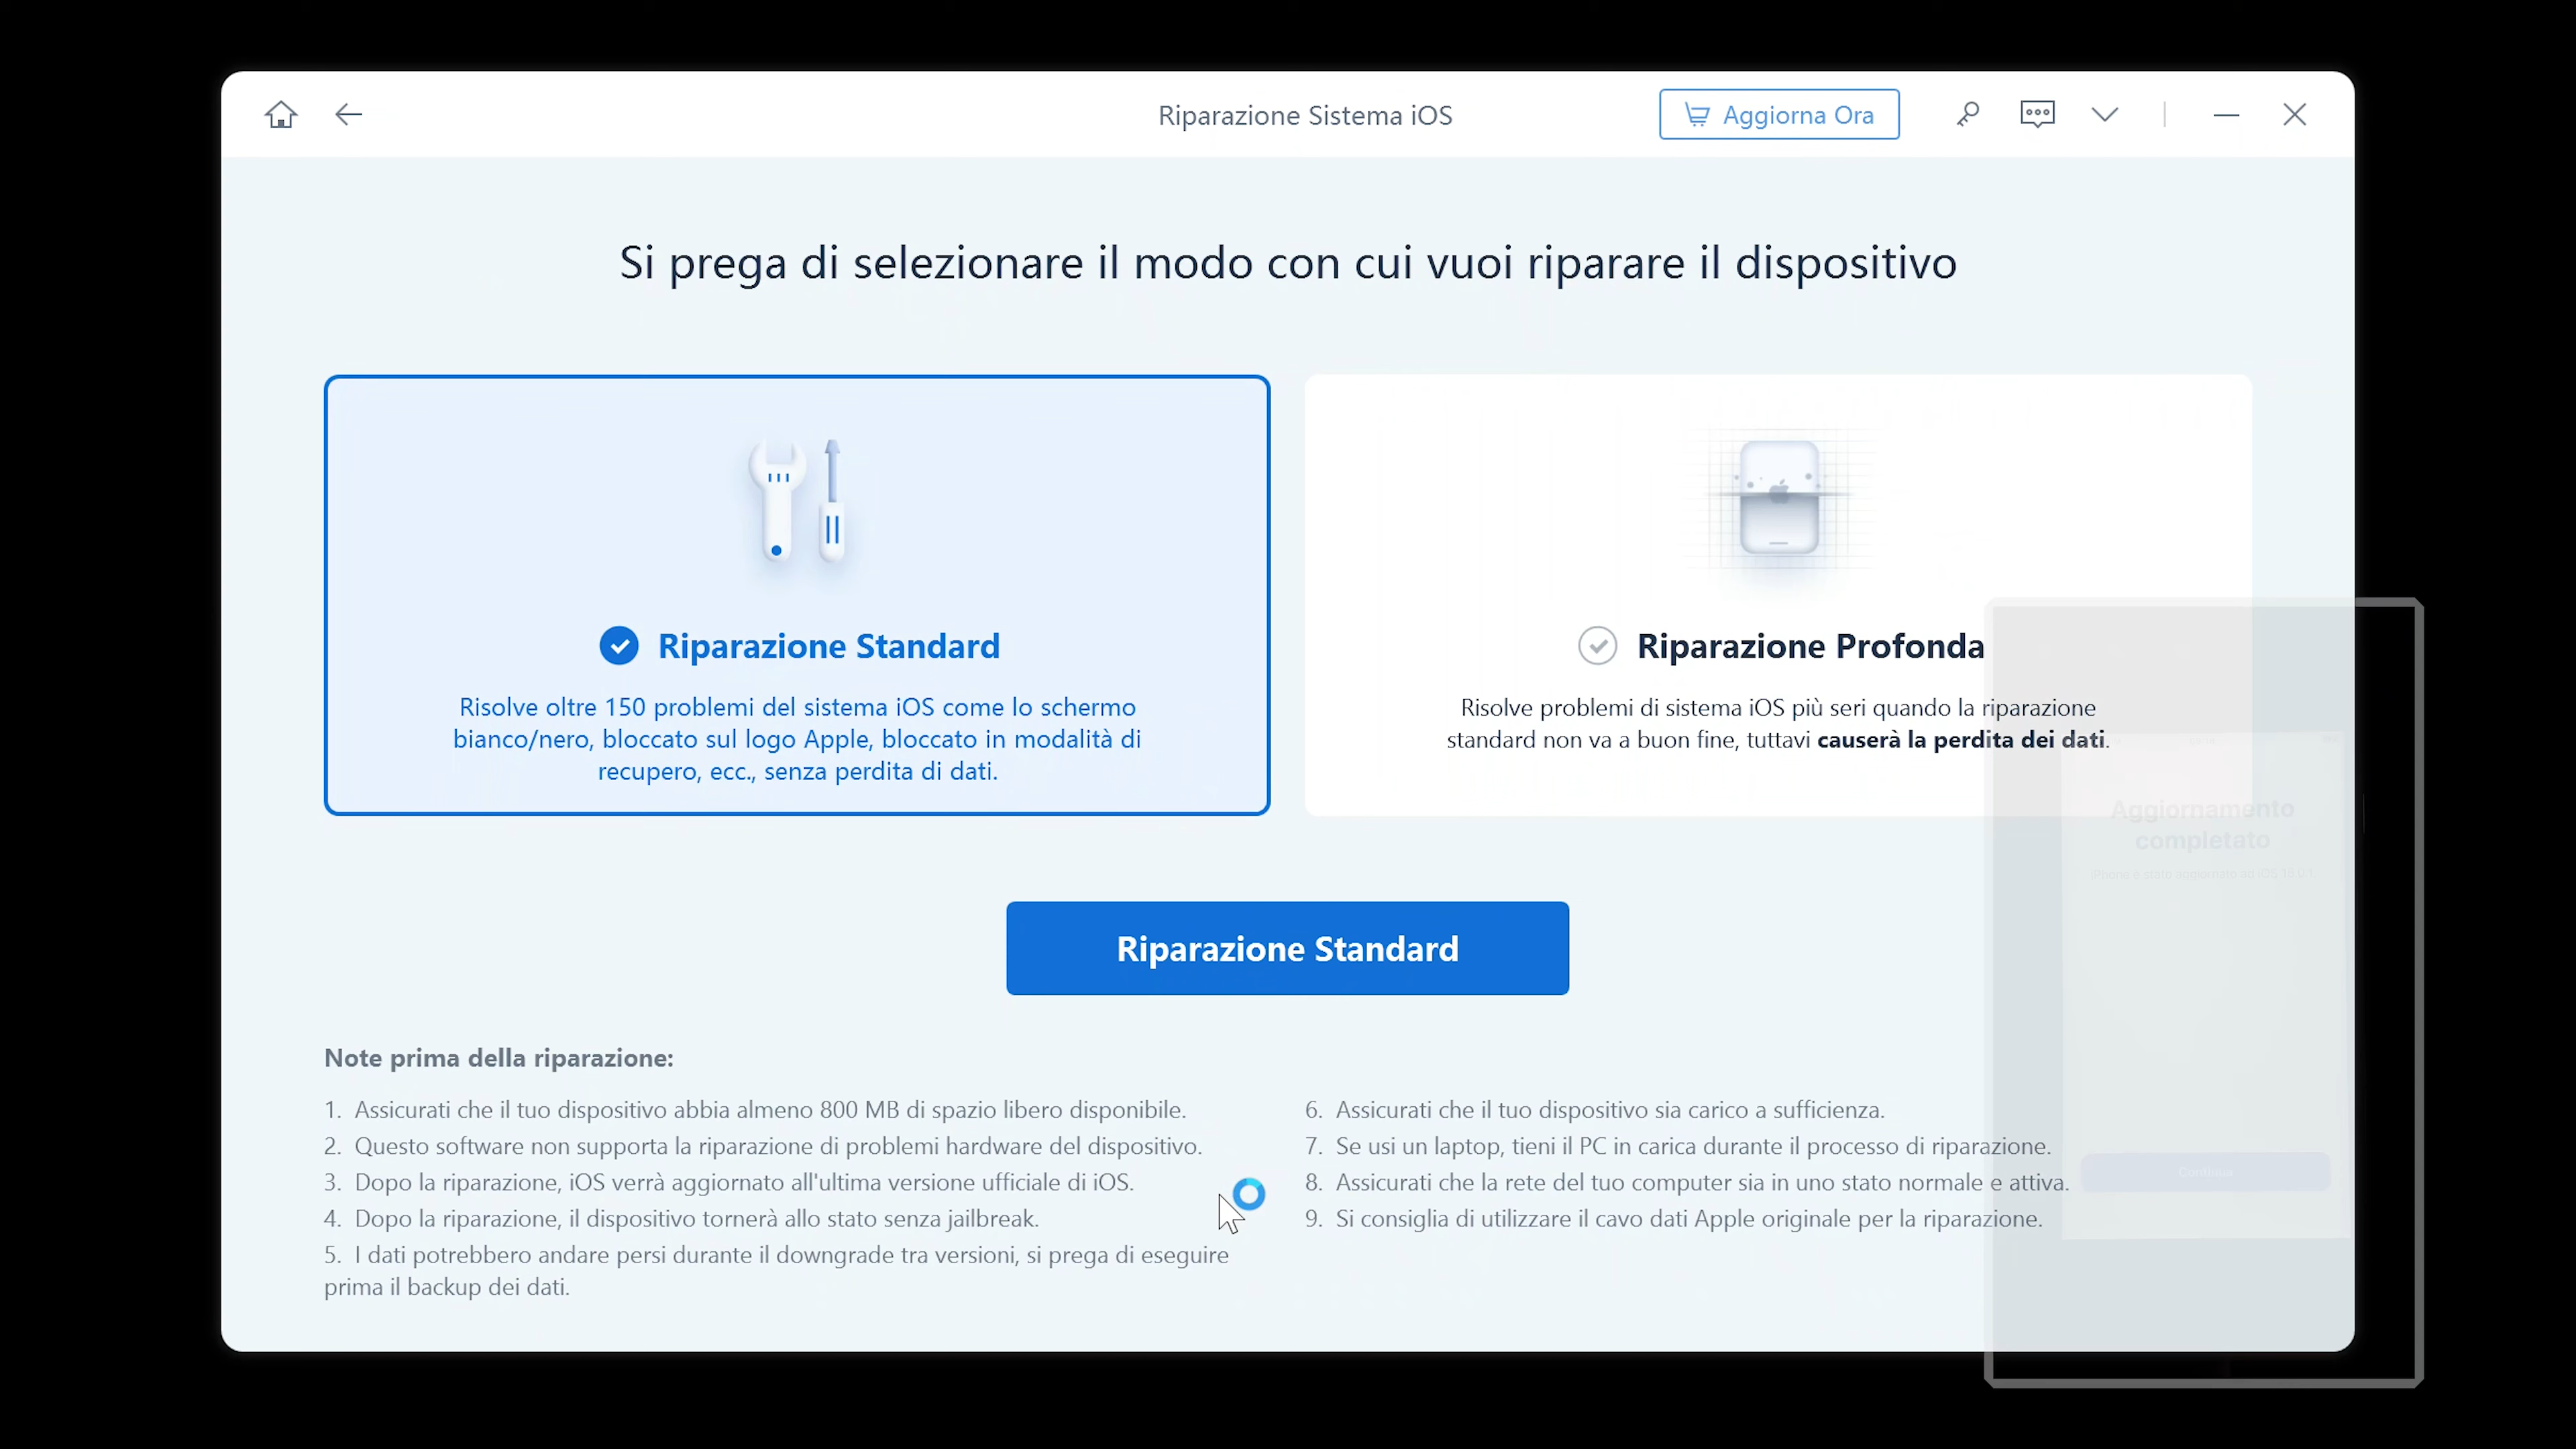 Riparazione Sistema iOS
Aggiorna Ora
Si prega di selezionare il modo con cui vuoi riparare il dispositivo
Riparazione Standard
Risolve oltre 150 problemi del sistema iOS come lo schermo
bianco/nero, bloccato sul logo Apple, bloccato in modalità di
recupero, ecc., senza perdita di dati.
Riparazione Profonda
Risolve problemi di sistema iOS più seri quando la riparazione
standard non va a buon fine, tuttavi causerà la perdita dei dati.
Aggiornamento
completato
Riparazione Standard
Note prima della riparazione:
1. Assicurati che il tuo dispositivo abbia almeno 800 MB di spazio libero disponibile.
2. Questo software non supporta la riparazione di problemi hardware del dispositivo.
3. Dopo la riparazione, iOS verrà aggiornato all'ultima versione ufficiale di iOS.
4. Dopo la riparazione, il dispositivo tornerà allo stato senza jailbreak.
5. I dati potrebbero andare persi durante il downgrade tra versioni, si prega di eseguire
prima il backup dei dati.
6. Assicurati che il tuo dispositivo sia carico a sufficienza.
7. Se usi un laptop, tieni il PC in carica durante il processo di riparazione.
8. Assicurati che la rete del tuo computer sia in uno stato normale e attiva.
9. Si consiglia di utilizzare il cavo dati Apple originale per la riparazione.
Continua